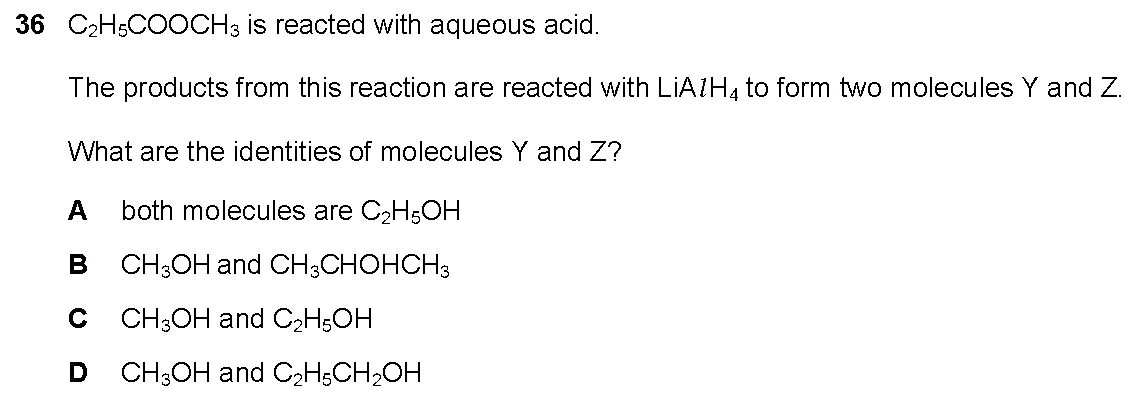 36 C₂H₅COOCH₃ is reacted with aqueous acid.
The products from this reaction are reacted with LiAlH₄ to form two molecules Y and Z.
What are the identities of molecules Y and Z?
A both molecules are C₂H₅OH
B CH₃OH and CH₃CHOHCH₃
C CH₃OH and C₂H₅OH
D CH₃OH and C₂H₅CH₂OH